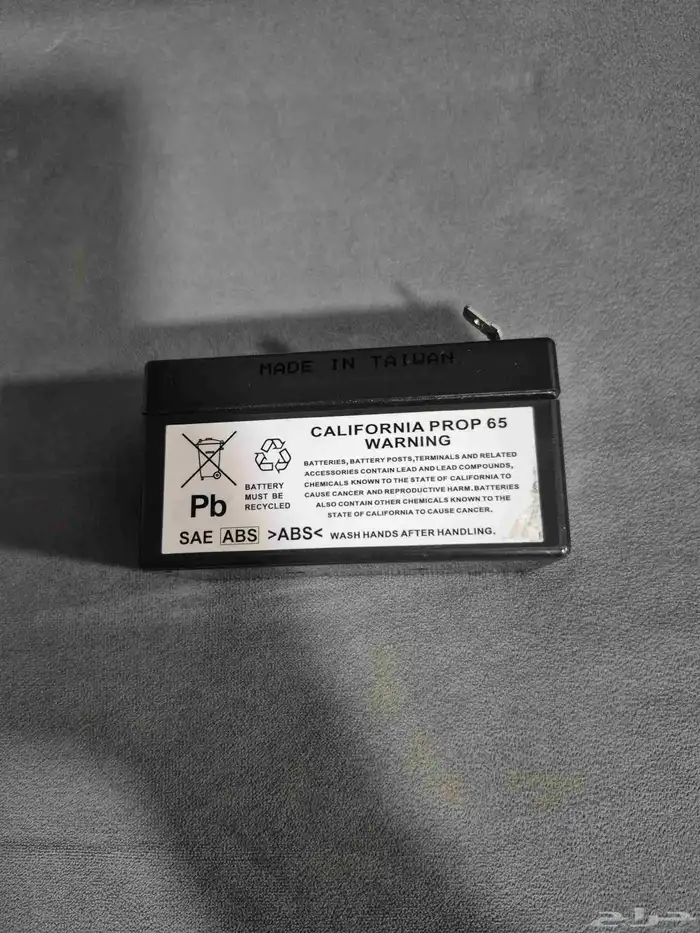 MADE IN TAIWAN
CALIFORNIA PROP 65
WARNING
BATTERIES, BATTERY POSTS,TERMINALS AND RELATED
ACCESSORIES CONTAIN LEAD AND LEAD COMPOUNDS,
CHEMICALS KNOWN TO THE STATE OF CALIFORNIA TO
CAUSE CANCER AND REPRODUCTIVE HARM.BATTERIES
ALSO CONTAIN OTHER CHEMICALS KNOWN TO THE
STATE OF CALIFORNIA TO CAUSE CANCER.
Pb
BATTERY
MUST BE
RECYCLED
SAE ABS >ABS< WASH HANDS AFTER HANDLING.
حراج